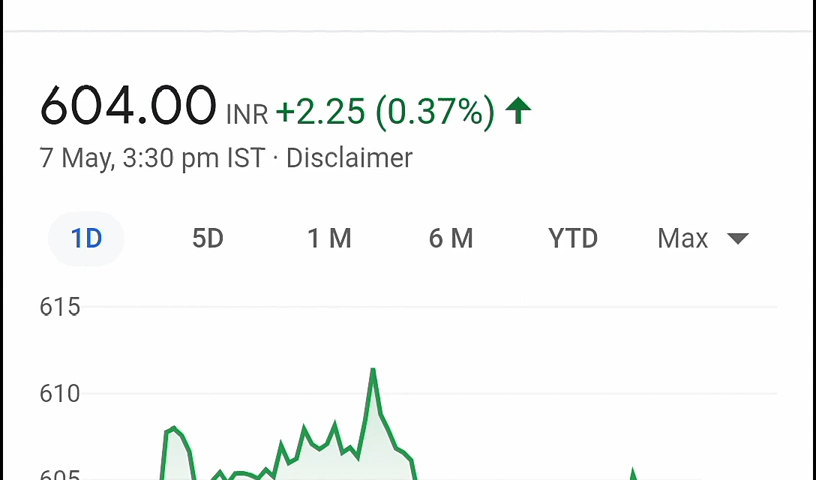 604.00 INR +2.25 (0.37%)
7 May, 3:30 pm IST · Disclaimer
1D 5D 1 M 6 M YTD Max
615
610
605